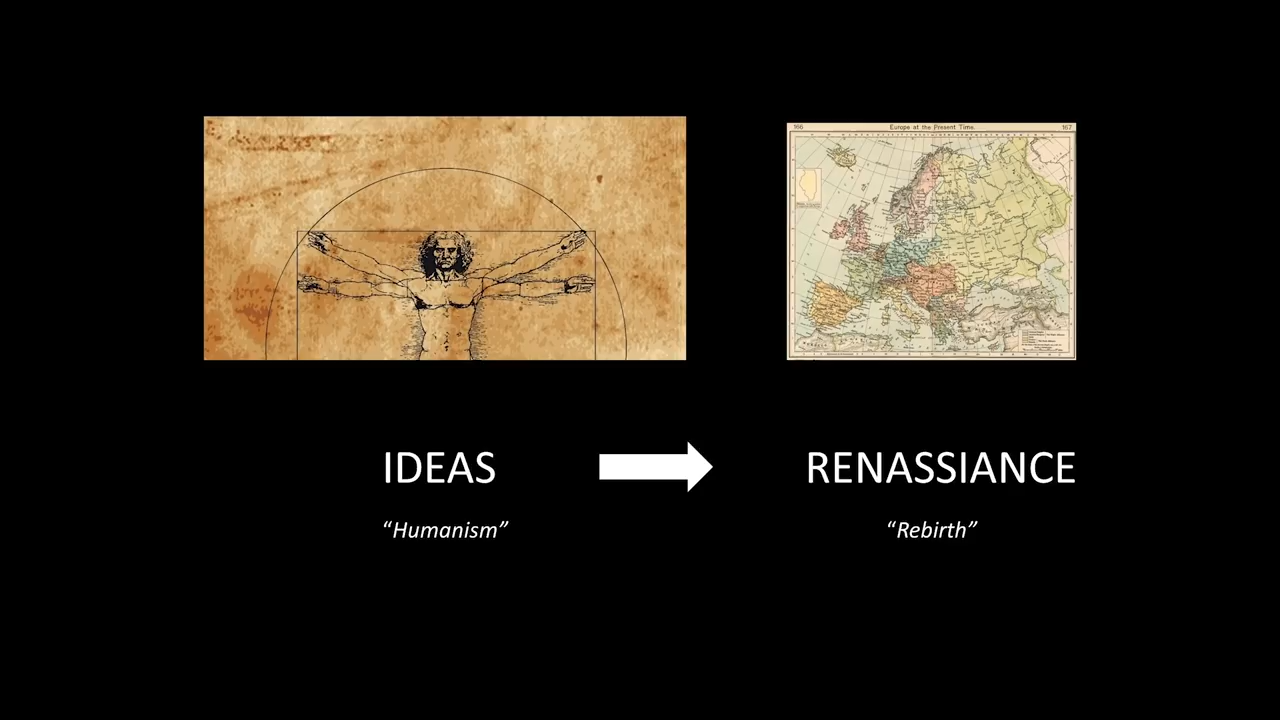 166 Europe at the Present Time. 167
IDEAS
RENASSIANCE
“Humanism”
“Rebirth”